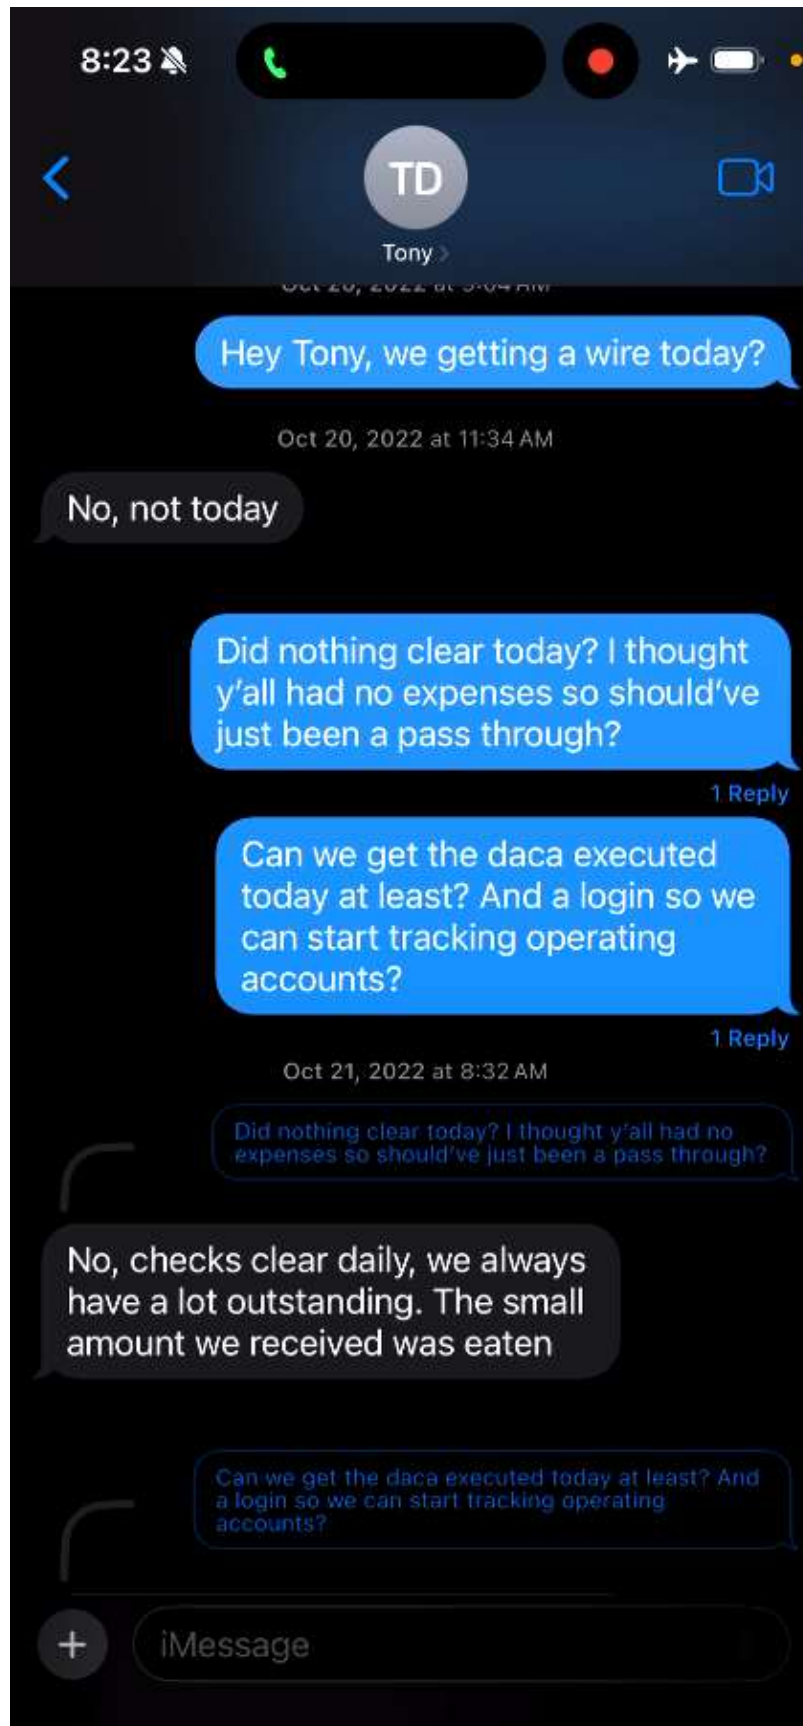 8:23
TD
Tony
Hey Tony, we getting a wire today?
Oct 20, 2022 at 11:34 AM
No, not today
Did nothing clear today? I thought
y'all had no expenses so should've
just been a pass through?
1 Reply
Can we get the daca executed
today at least? And a login so we
can start tracking operating
accounts?
1 Reply
Oct 21, 2022 at 8:32 AM
Did nothing clear today? I thought y'all had no
expenses so should've just been a pass through?
No, checks clear daily, we always
have a lot outstanding. The small
amount we received was eaten
Can we get the daca executed today at least? And
a login so we can start tracking operating
accounts?
iMessage